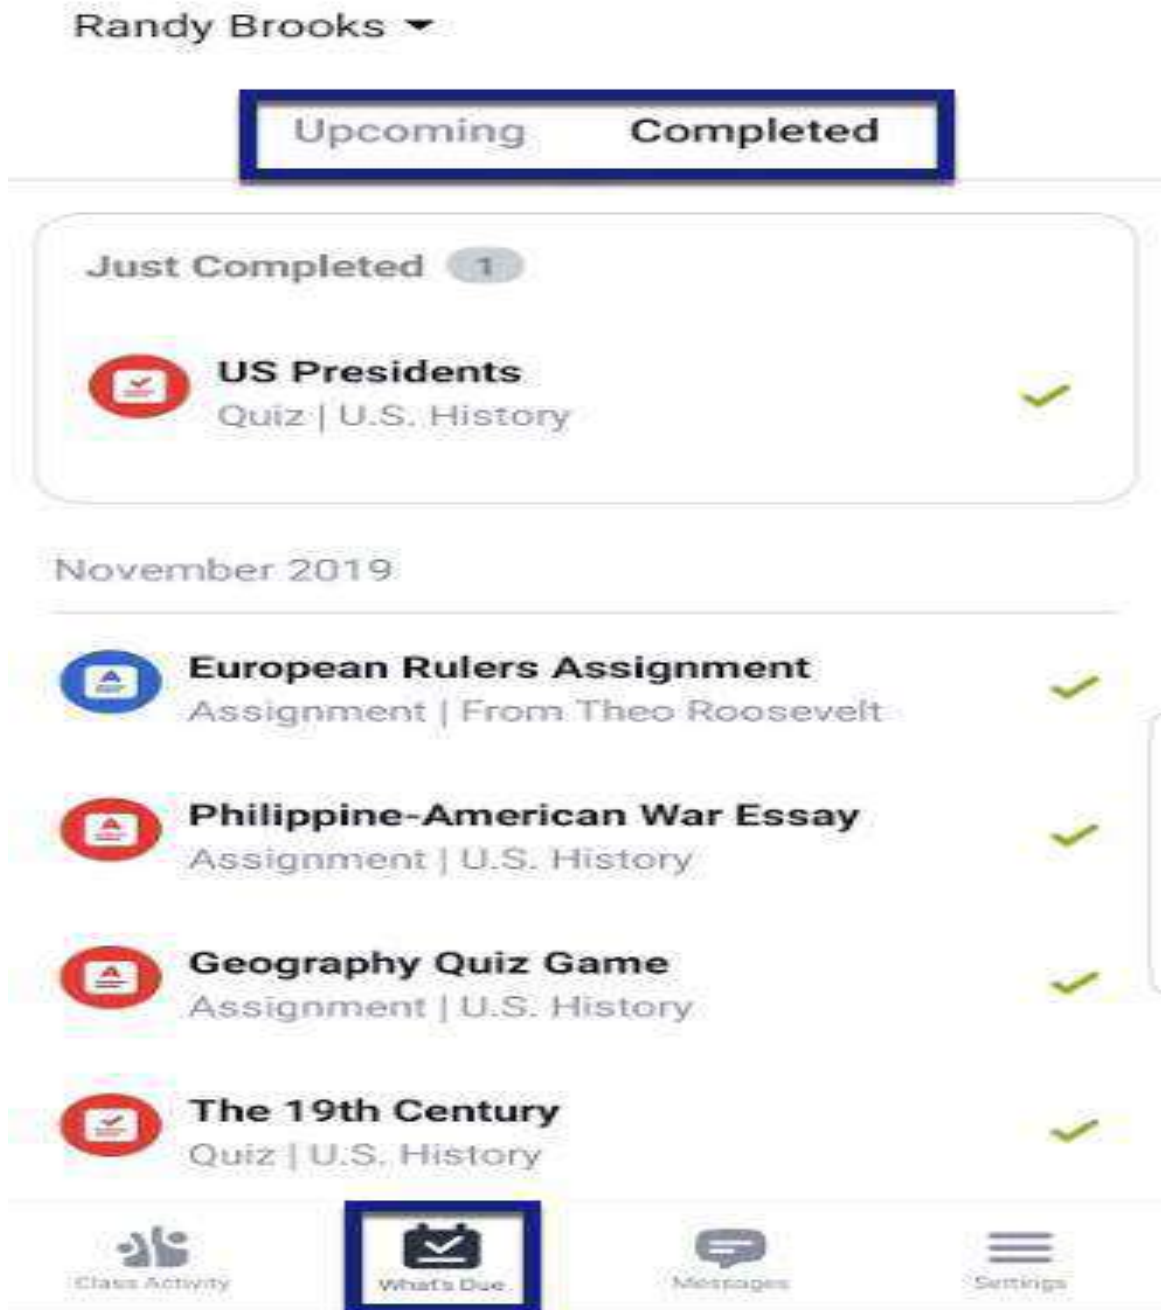 Randy Brooks
Upcoming Completed
Just Completed 1
US Presidents
Quiz | U.S. History
November 2019
European Rulers Assignment
Assignment | From Theo Roosevelt
Philippine-American War Essay
Assignment | U.S. History
Geography Quiz Game
Assignment | U.S. History
The 19th Century
Quiz | U.S. History
Class Activity What's Due Messages Settings